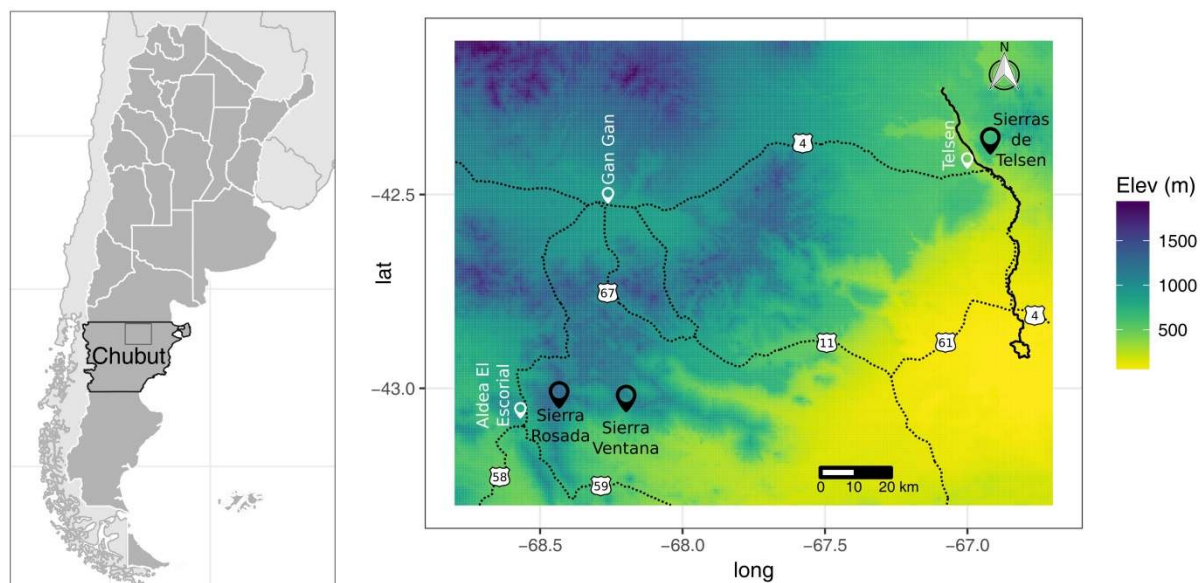 Chubut
lat
−42.5
−43.0
N
Sierras
de
Telsen
Telsen
4
Gan Gan
67
11
61
4
Aldea El
Escorial
Sierra
Rosada
Sierra
Ventana
58
59
0 10 20 km
−68.5 −68.0 −67.5 −67.0
long
Elev (m)
1500
1000
500